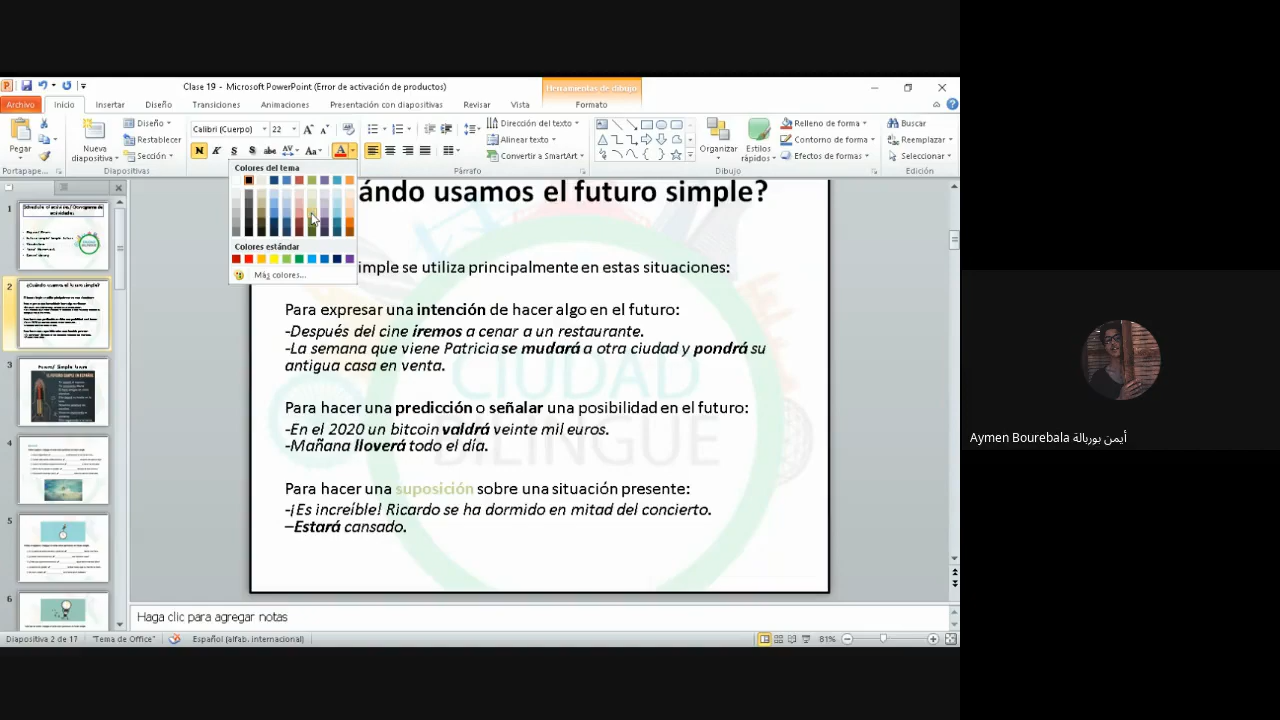 Clase 19 - Microsoft PowerPoint (Error de activación de productos)
Herramientas de dibujo
Archivo Inicio Insertar Diseño Transiciones Animaciones Presentación con diapositivas Revisar Vista Formato
Pegar
Nueva diapositiva
Diseño
Restablecer
Sección
Calibri (Cuerpo) 22
Dirección del texto
Alinear texto
Convertir a SmartArt
Organizar
Estilos rápidos
Relleno de forma
Contorno de forma
Efectos de formas
Buscar
Reemplazar
Seleccionar
Portapape... Diapositivas Párrafo Dibujo Edición
Colores del tema
Colores estándar
Más colores...
ándo usamos el futuro simple?
imple se utiliza principalmente en estas situaciones:
Para expresar una intención de hacer algo en el futuro:
-Después del cine iremos a cenar a un restaurante.
-La semana que viene Patricia se mudará a otra ciudad y pondrá su
antigua casa en venta.
Para hacer una predicción o señalar una posibilidad en el futuro:
-En el 2020 un bitcoin valdrá veinte mil euros.
-Mañana lloverá todo el día.
Para hacer una suposición sobre una situación presente:
-¡Es increíble! Ricardo se ha dormido en mitad del concierto.
–Estará cansado.
1
2
3
4
5
6
Haga clic para agregar notas
Diapositiva 2 de 17 "Tema de Office" Español (alfab. internacional) 81%
Aymen Bourebala أيمن بوربالة